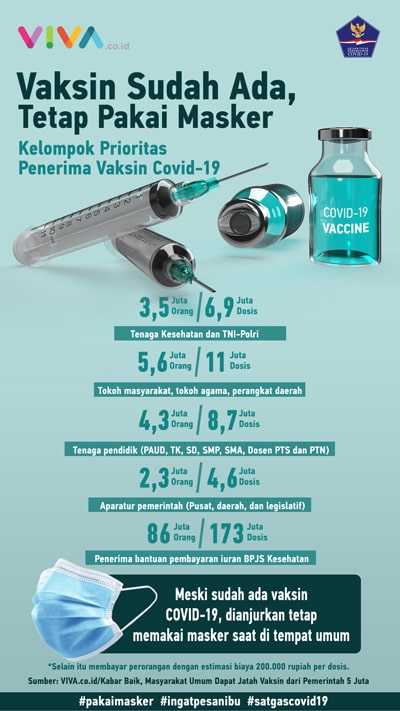 VIVA.co.id
Vaksin Sudah Ada,
Tetap Pakai Masker
Kelompok Prioritas
Penerima Vaksin Covid-19
COVID-19
VACCINE
3,5 Juta Orang / 6,9 Juta Dosis
Tenaga Kesehatan dan TNI-Polri
5,6 Juta Orang / 11 Juta Dosis
Tokoh masyarakat, tokoh agama, perangkat daerah
4,3 Juta Orang / 8,7 Juta Dosis
Tenaga pendidik (PAUD, TK, SD, SMP, SMA, Dosen PTS dan PTN)
2,3 Juta Orang / 4,6 Juta Dosis
Aparatur pemerintah (Pusat, daerah, dan legislatif)
86 Juta Orang / 173 Juta Dosis
Penerima bantuan pembayaran iuran BPJS Kesehatan
Meski sudah ada vaksin
COVID-19, dianjurkan tetap
memakai masker saat di tempat umum
*Selain itu membayar perorangan dengan estimasi biaya 200.000 rupiah per dosis.
Sumber: VIVA.co.id/Kabar Baik, Masyarakat Umum Dapat Jatah Vaksin dari Pemerintah 5 Juta
#pakaimasker #ingatpesanibu #satgascovid19